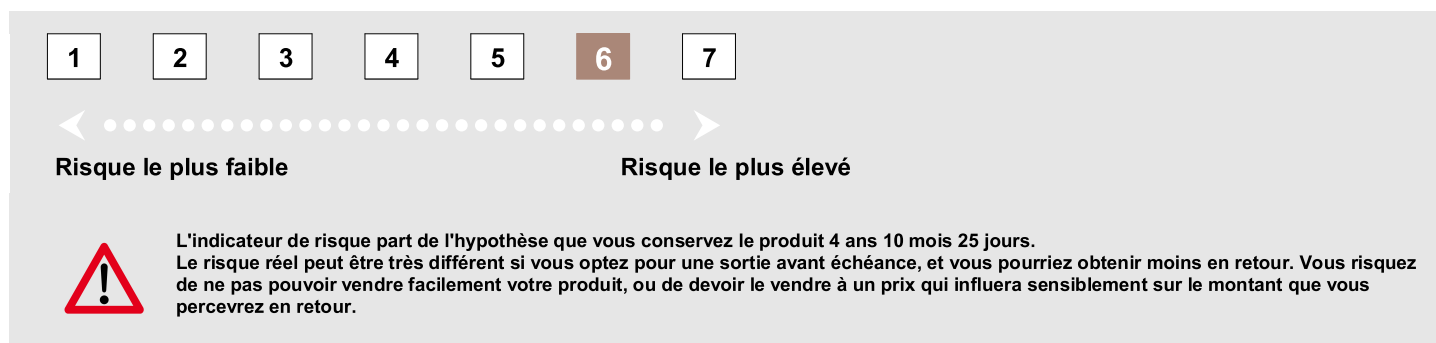 1 2 3 4 5 6 7
Risque le plus faible Risque le plus élevé
L'indicateur de risque part de l'hypothèse que vous conservez le produit 4 ans 10 mois 25 jours.
Le risque réel peut être très différent si vous optez pour une sortie avant échéance, et vous pourriez obtenir moins en retour. Vous risquez
de ne pas pouvoir vendre facilement votre produit, ou de devoir le vendre à un prix qui influera sensiblement sur le montant que vous
percevrez en retour.